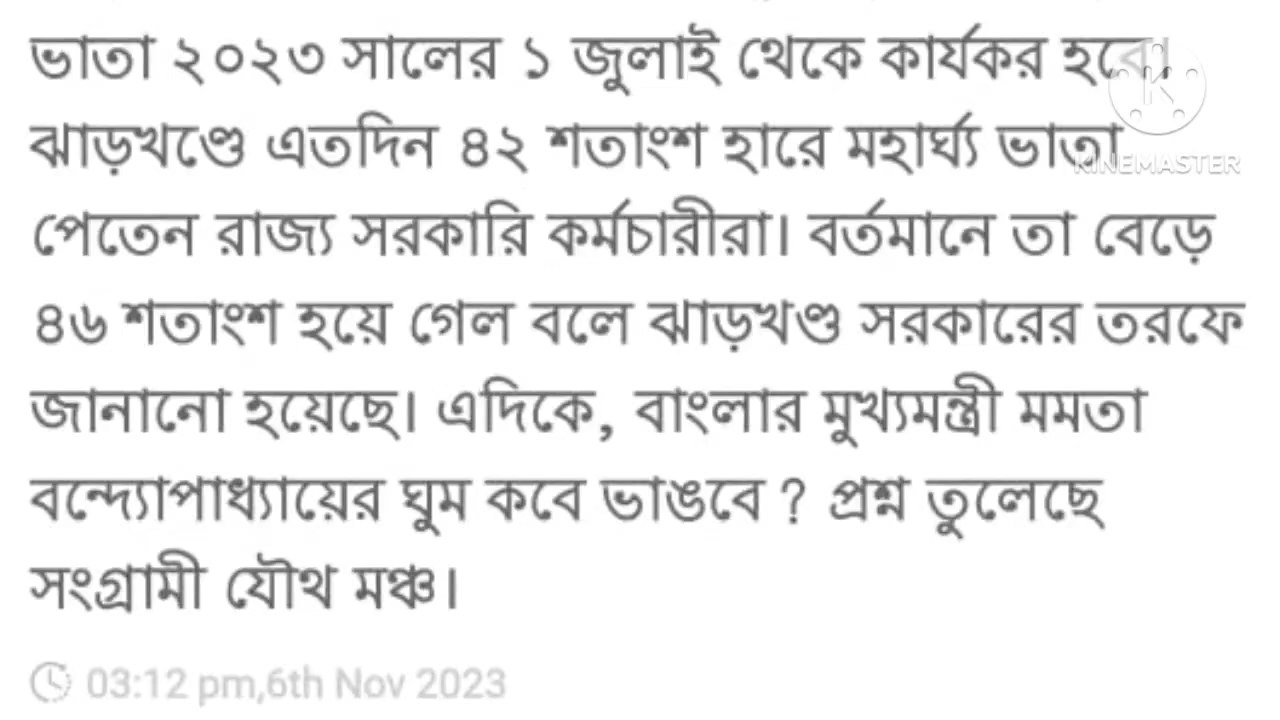 ভাতা ২০২৩ সালের ১ জুলাই থেকে কার্যকর হবে।
ঝাড়খণ্ডে এতদিন ৪২ শতাংশ হারে মহার্ঘ্য ভাতা
KINEMASTER
পেতেন রাজ্য সরকারি কর্মচারীরা। বর্তমানে তা বেড়ে
৪৬ শতাংশ হয়ে গেল বলে ঝাড়খণ্ড সরকারের তরফে
জানানো হয়েছে। এদিকে, বাংলার মুখ্যমন্ত্রী মমতা
বন্দ্যোপাধ্যায়ের ঘুম কবে ভাঙবে ? প্রশ্ন তুলেছে
সংগ্রামী যৌথ মঞ্চ।
03:12 pm,6th Nov 2023